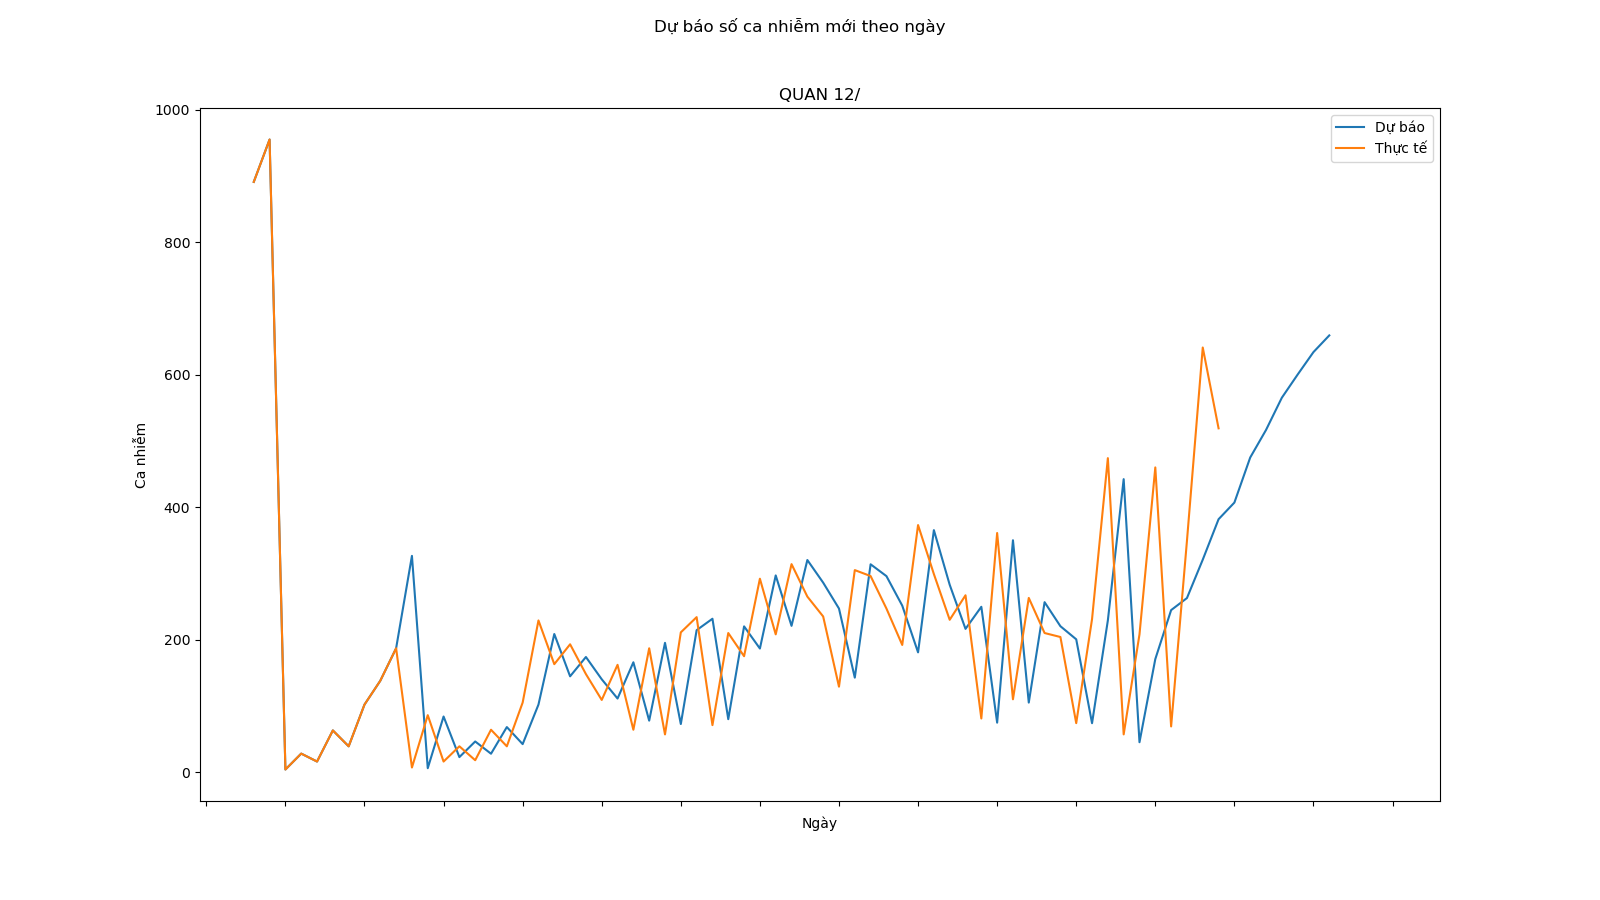 Dự báo số ca nhiễm mới theo ngày
QUAN 12/
Dự báo
Thực tế
1000
800
600
400
200
0
Ca nhiễm
Ngày